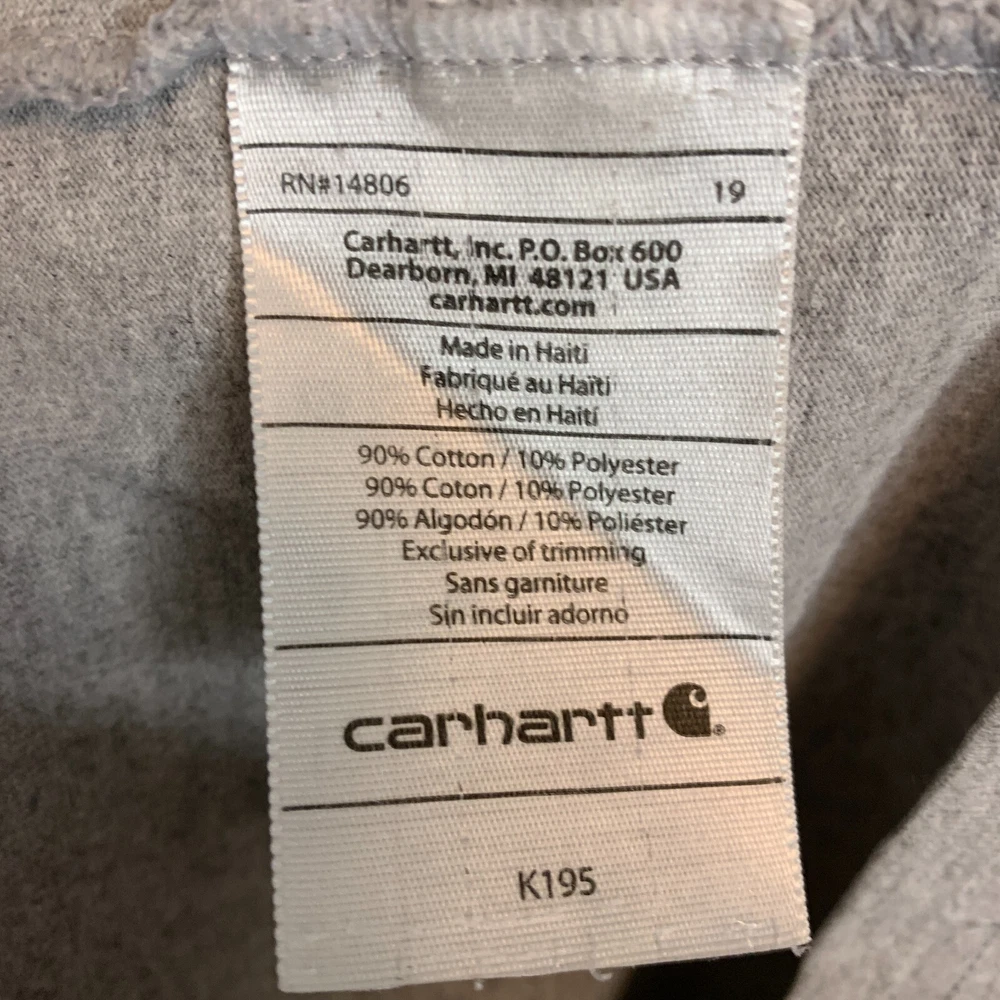 RN#14806 19
Carhartt, Inc. P.O. Box 600
Dearborn, MI 48121 USA
carhartt.com
Made in Haiti
Fabriqué au Haïti
Hecho en Haití
90% Cotton / 10% Polyester
90% Coton / 10% Polyester
90% Algodón / 10% Poliéster
Exclusive of trimming
Sans garniture
Sin incluir adorno
carhartt ®
K195